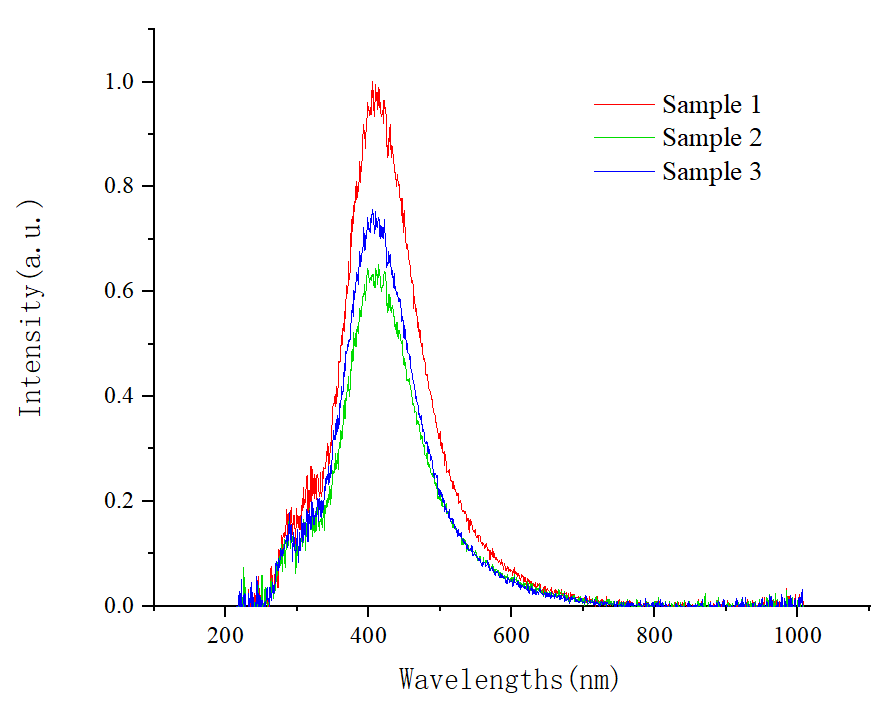 1.0
0.8
0.6
0.4
0.2
0.0
Intensity(a.u.)
Sample 1
Sample 2
Sample 3
200 400 600 800 1000
Wavelengths(nm)